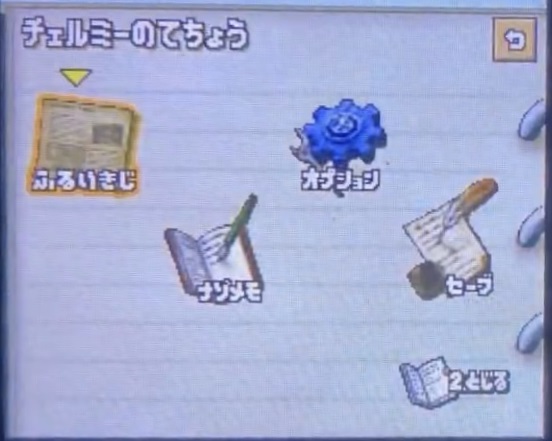 チェルミーのてちょう
ふるいきじ
オプション
ナゾメモ
セーブ
とじる